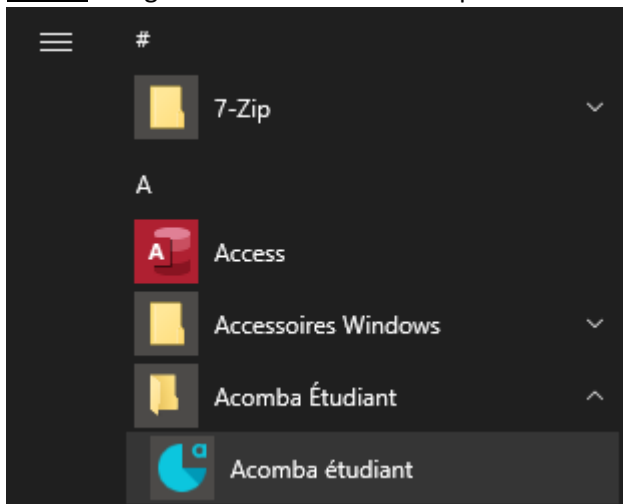 #
7-Zip
A
Access
Accessoires Windows
Acomba Étudiant
Acomba étudiant